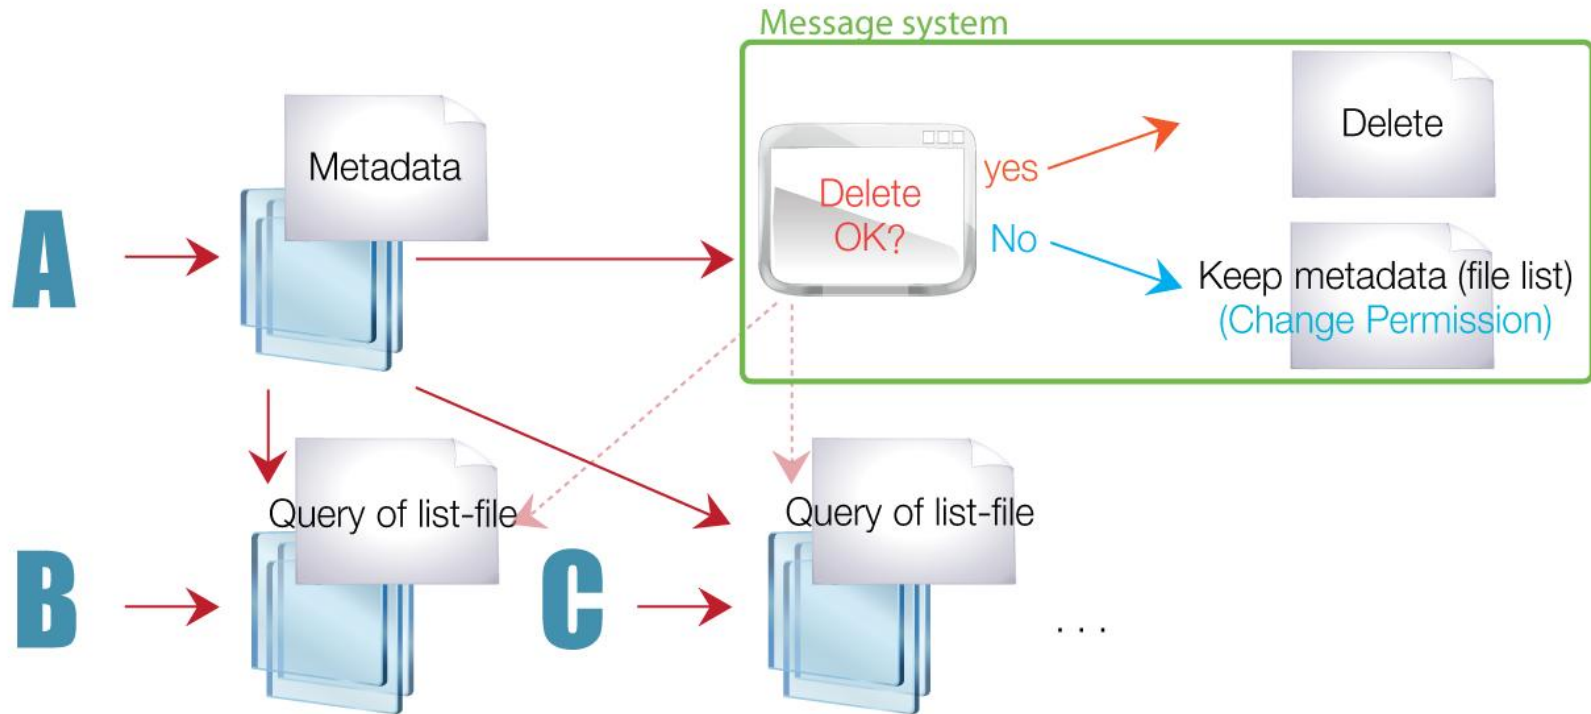 Message system
Metadata
Delete
yes
Delete
OK?
No
A
Keep metadata (file list)
(Change Permission)
Query of list-file
Query of list-file
B
C
. . .